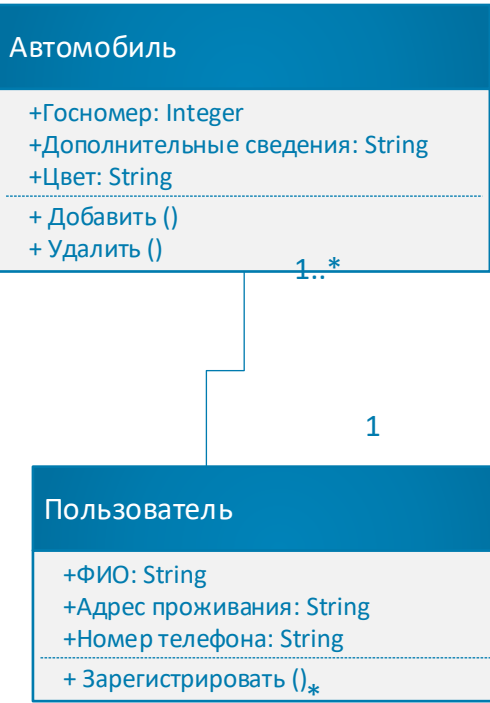 Автомобиль
+Госномер: Integer
+Дополнительные сведения: String
+Цвет: String
+ Добавить ()
+ Удалить ()
1..*
1
Пользователь
+ФИО: String
+Адрес проживания: String
+Номер телефона: String
+ Зарегистрировать ()
*